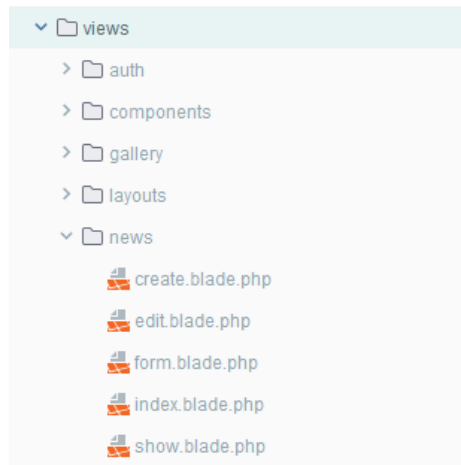 views
auth
components
gallery
layouts
news
create.blade.php
edit.blade.php
form.blade.php
index.blade.php
show.blade.php